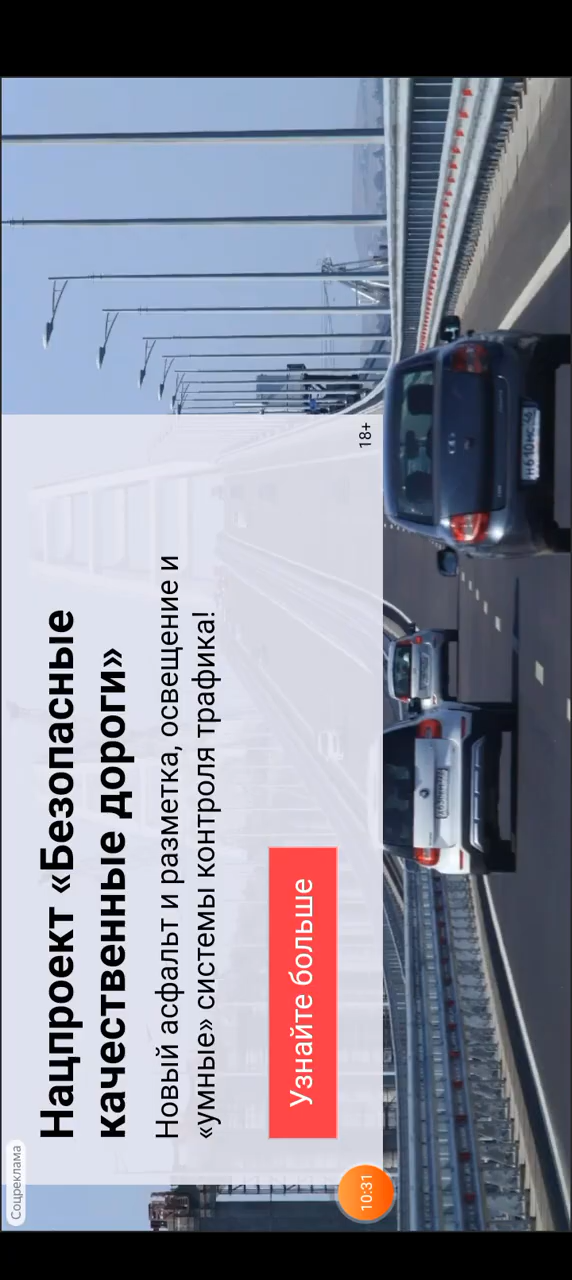 Соцреклама
Нацпроект «Безопасные
качественные дороги»
Новый асфальт и разметка, освещение и
«умные» системы контроля трафика!
Узнайте больше
18+
10:31